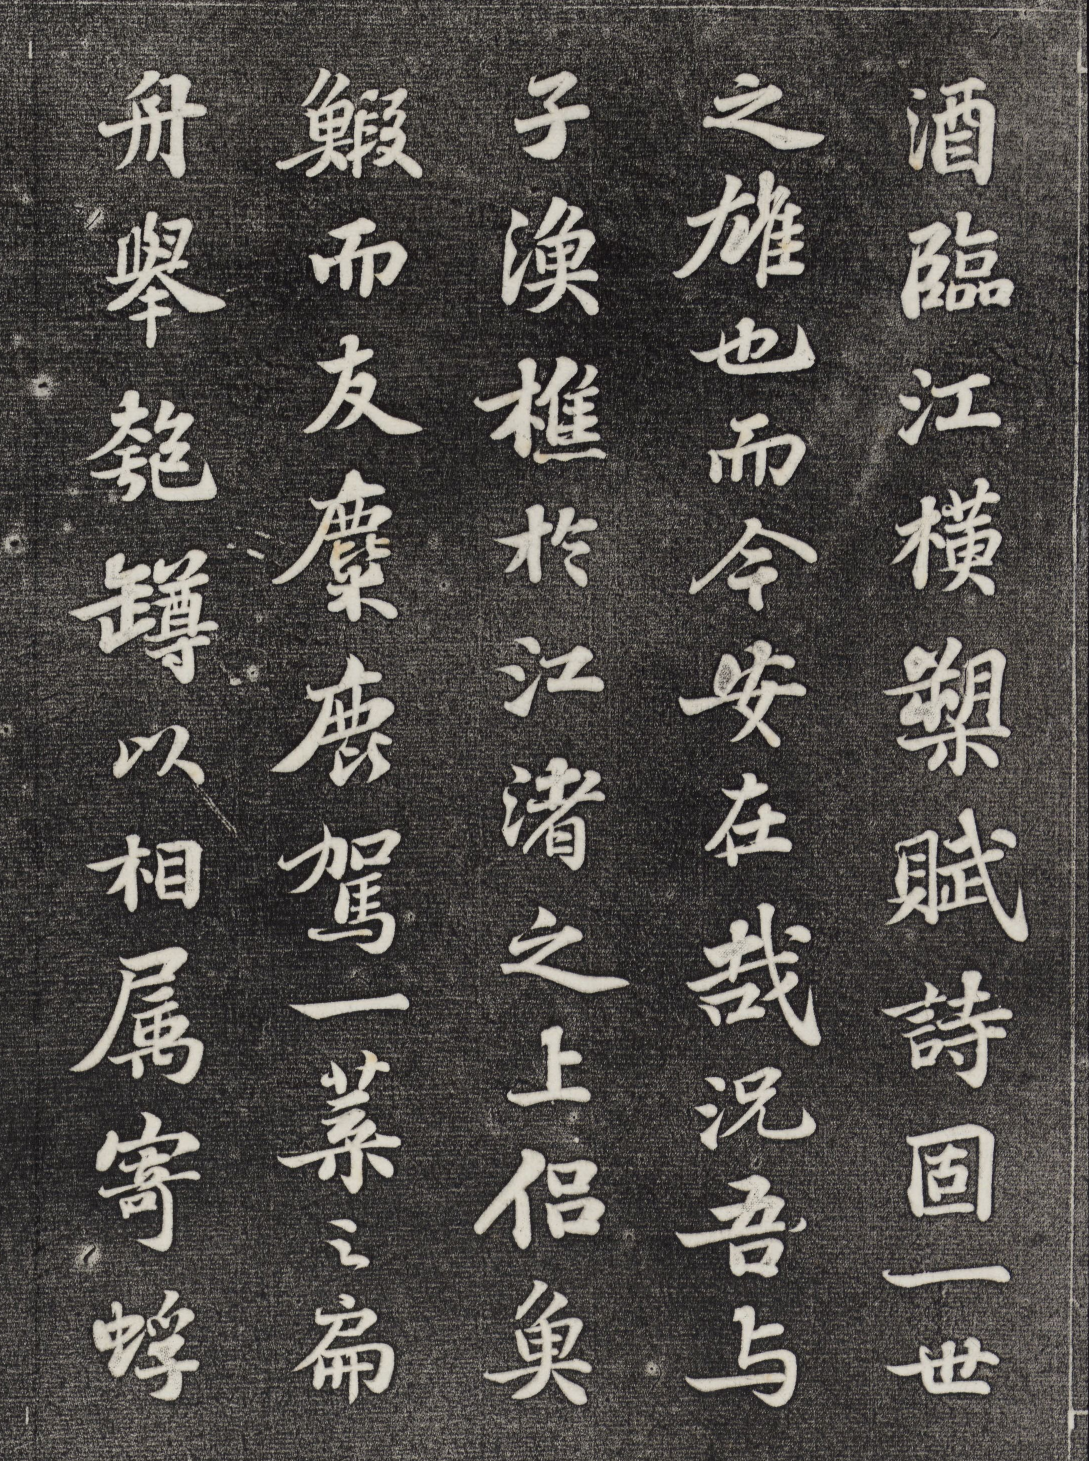 酒臨江橫槊賦詩固一世
之雄也而今安在哉況吾与
子漁樵於江渚之上侶魚
鰕而友麋鹿駕一葉之扁
舟舉匏罇以相属寄蜉